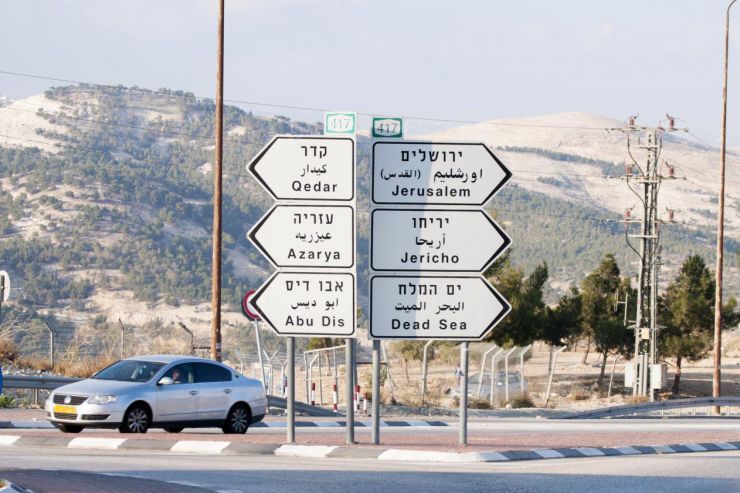 417
קדר
كيدار
Qedar
עזריה
عيزريه
Azarya
אבו דיס
ابو ديس
Abu Dis
417
ירושלים
اورشليم (القدس)
Jerusalem
יריחו
أريحا
Jericho
ים המלח
البحر الميت
Dead Sea